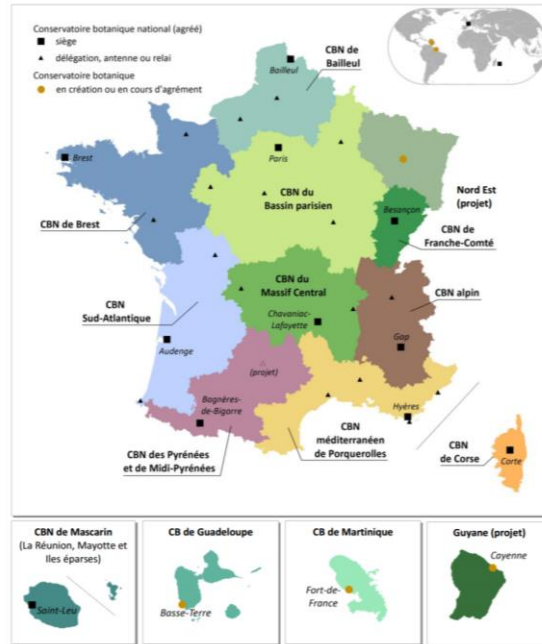 Conservatoire botanique national (agréé)
siège
délégation, antenne ou relai
Conservatoire botanique
en création ou en cours d'agrément
CBN de
Bailleul
Bailleul
Brest
Paris
CBN du
Bassin parisien
Nord Est
(projet)
Besançon
CBN de Brest
CBN de
Franche-Comté
CBN du
Massif Central
CBN alpin
CBN
Sud-Atlantique
Chavaniac-
Lafayette
Audenge
Gap
(projet)
Bagnères-
de-Bigorre
Hyères
CBN des Pyrénées
et de Midi-Pyrénées
CBN
méditerranéen
de Porquerolles
CBN
de Corse
Corte
CBN de Mascarin
(La Réunion, Mayotte et
Iles éparses)
Saint-Leu
CB de Guadeloupe
Basse-Terre
CB de Martinique
Fort-de-
France
Guyane (projet)
Cayenne